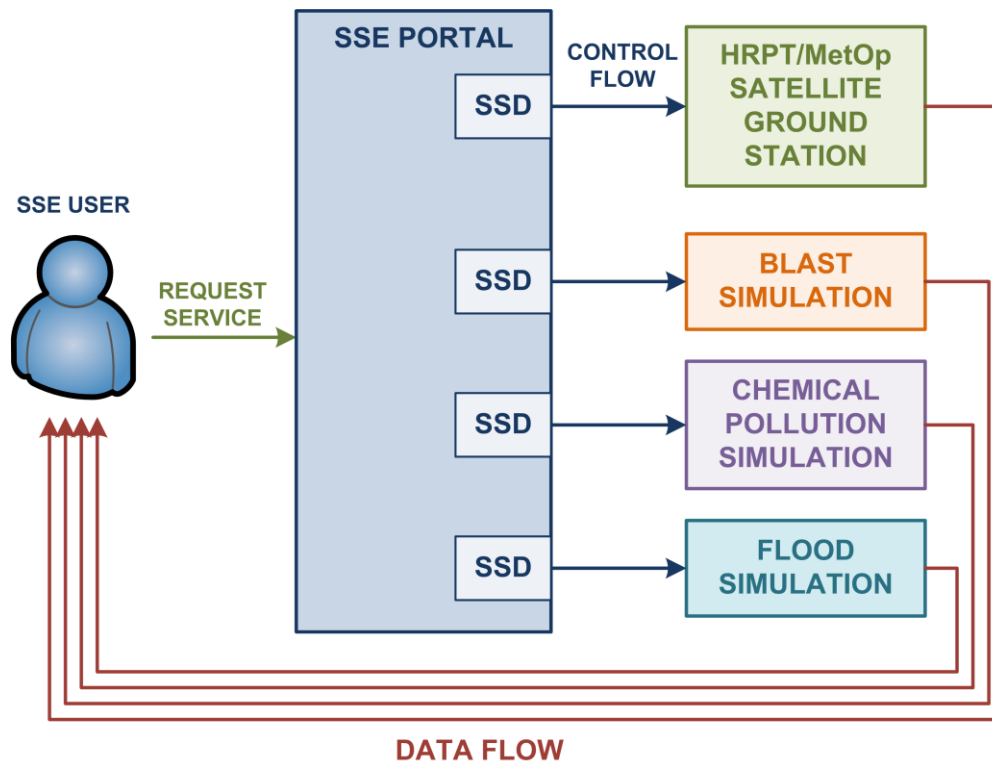 SSE PORTAL
CONTROL
FLOW
HRPT/MetOp
SATELLITE
GROUND
STATION
SSD
SSE USER
REQUEST
SERVICE
SSD
BLAST
SIMULATION
SSD
CHEMICAL
POLLUTION
SIMULATION
SSD
FLOOD
SIMULATION
DATA FLOW